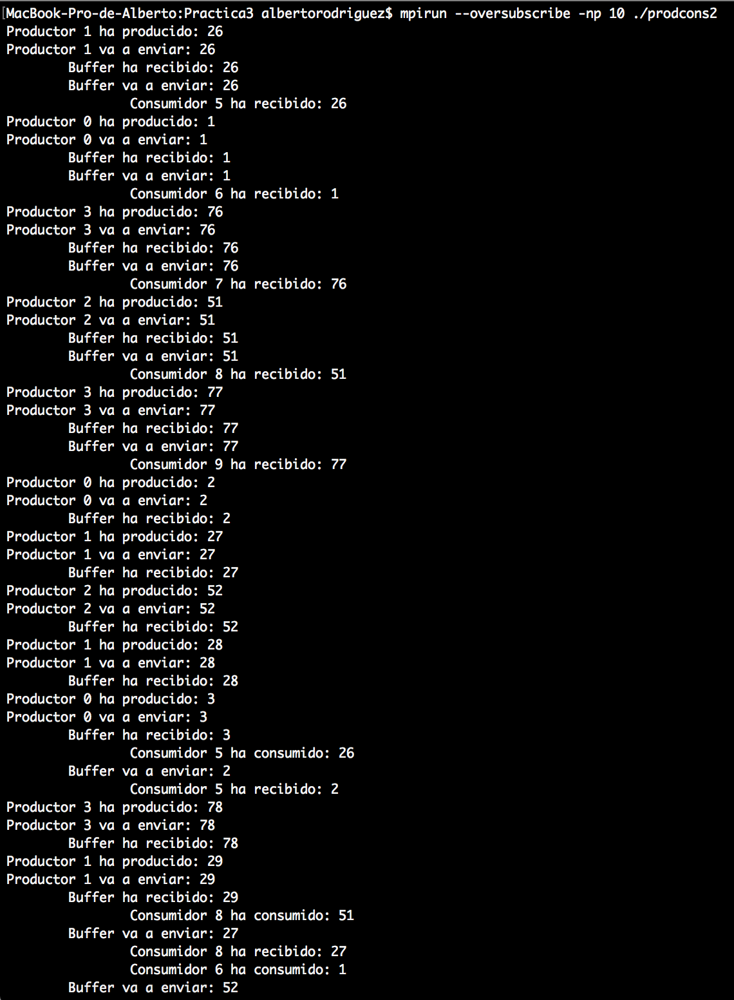 [MacBook-Pro-de-Alberto:Practica3 albertorodriguez$ mpirun --oversubscribe -np 10 ./prodcons2
Productor 1 ha producido: 26
Productor 1 va a enviar: 26
Buffer ha recibido: 26
Buffer va a enviar: 26
Consumidor 5 ha recibido: 26
Productor 0 ha producido: 1
Productor 0 va a enviar: 1
Buffer ha recibido: 1
Buffer va a enviar: 1
Consumidor 6 ha recibido: 1
Productor 3 ha producido: 76
Productor 3 va a enviar: 76
Buffer ha recibido: 76
Buffer va a enviar: 76
Consumidor 7 ha recibido: 76
Productor 2 ha producido: 51
Productor 2 va a enviar: 51
Buffer ha recibido: 51
Buffer va a enviar: 51
Consumidor 8 ha recibido: 51
Productor 3 ha producido: 77
Productor 3 va a enviar: 77
Buffer ha recibido: 77
Buffer va a enviar: 77
Consumidor 9 ha recibido: 77
Productor 0 ha producido: 2
Productor 0 va a enviar: 2
Buffer ha recibido: 2
Productor 1 ha producido: 27
Productor 1 va a enviar: 27
Buffer ha recibido: 27
Productor 2 ha producido: 52
Productor 2 va a enviar: 52
Buffer ha recibido: 52
Productor 1 ha producido: 28
Productor 1 va a enviar: 28
Buffer ha recibido: 28
Productor 0 ha producido: 3
Productor 0 va a enviar: 3
Buffer ha recibido: 3
Consumidor 5 ha consumido: 26
Buffer va a enviar: 2
Consumidor 5 ha recibido: 2
Productor 3 ha producido: 78
Productor 3 va a enviar: 78
Buffer ha recibido: 78
Productor 1 ha producido: 29
Productor 1 va a enviar: 29
Buffer ha recibido: 29
Consumidor 8 ha consumido: 51
Buffer va a enviar: 27
Consumidor 8 ha recibido: 27
Consumidor 6 ha consumido: 1
Buffer va a enviar: 52